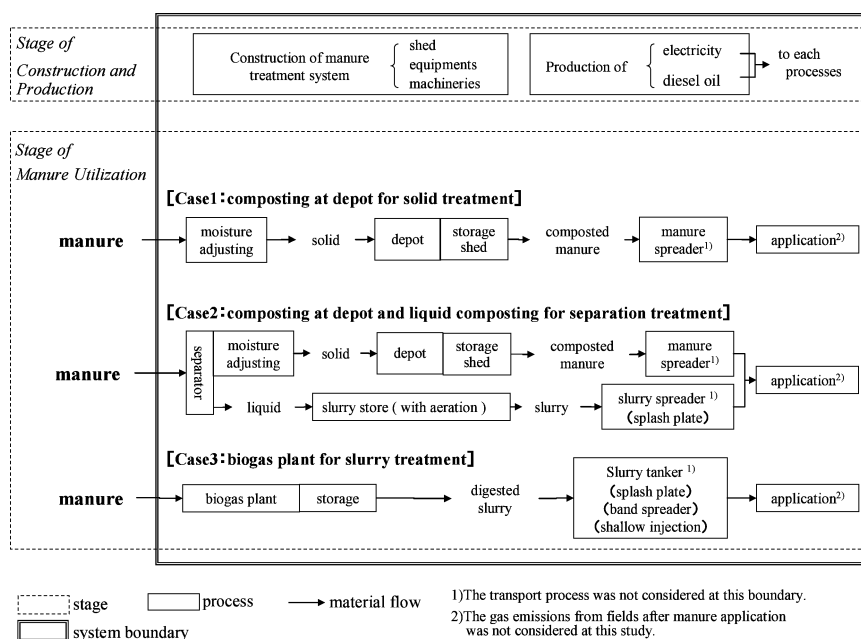 Stage of
Construction and
Production
Construction of manure
treatment system
shed
equipments
machineries
Production of
electricity
diesel oil
to each
processes
Stage of
Manure Utilization
[Case1:composting at depot for solid treatment]
manure
moisture
adjusting
solid
depot
storage
shed
composted
manure
manure
spreader1)
application2)
[Case2:composting at depot and liquid composting for separation treatment]
manure
separator
moisture
adjusting
solid
depot
storage
shed
composted
manure
manure
spreader1)
liquid
slurry store ( with aeration )
slurry
slurry spreader 1)
(splash plate)
application2)
[Case3:biogas plant for slurry treatment]
manure
biogas plant
storage
digested
slurry
Slurry tanker 1)
(splash plate)
(band spreader)
(shallow injection)
application2)
stage
process
material flow
system boundary
1)The transport process was not considered at this boundary.
2)The gas emissions from fields after manure application
was not considered at this study.